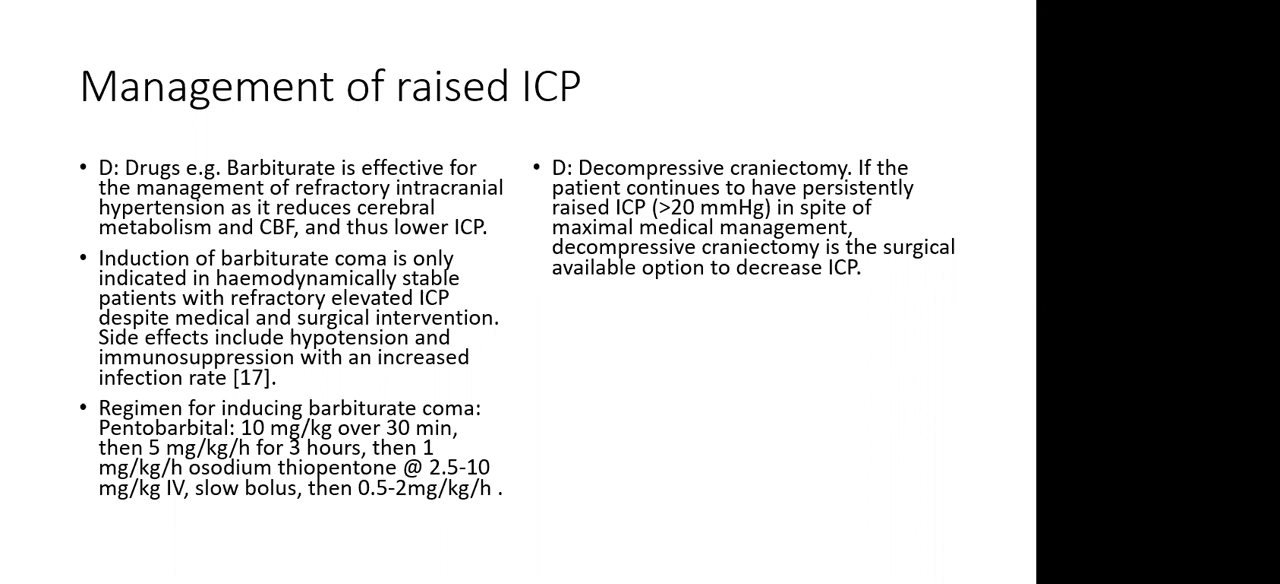 Management of raised ICP
• D: Drugs e.g. Barbiturate is effective for
the management of refractory intracranial
hypertension as it reduces cerebral
metabolism and CBF, and thus lower ICP.
• Induction of barbiturate coma is only
indicated in haemodynamically stable
patients with refractory elevated ICP
despite medical and surgical intervention.
Side effects include hypotension and
immunosuppression with an increased
infection rate [17].
• Regimen for inducing barbiturate coma:
Pentobarbital: 10 mg/kg over 30 min,
then 5 mg/kg/h for 3 hours, then 1
mg/kg/h osodium thiopentone @ 2.5-10
mg/kg IV, slow bolus, then 0.5-2mg/kg/h .
• D: Decompressive craniectomy. If the
patient continues to have persistently
raised ICP (>20 mmHg) in spite of
maximal medical management,
decompressive craniectomy is the surgical
available option to decrease ICP.